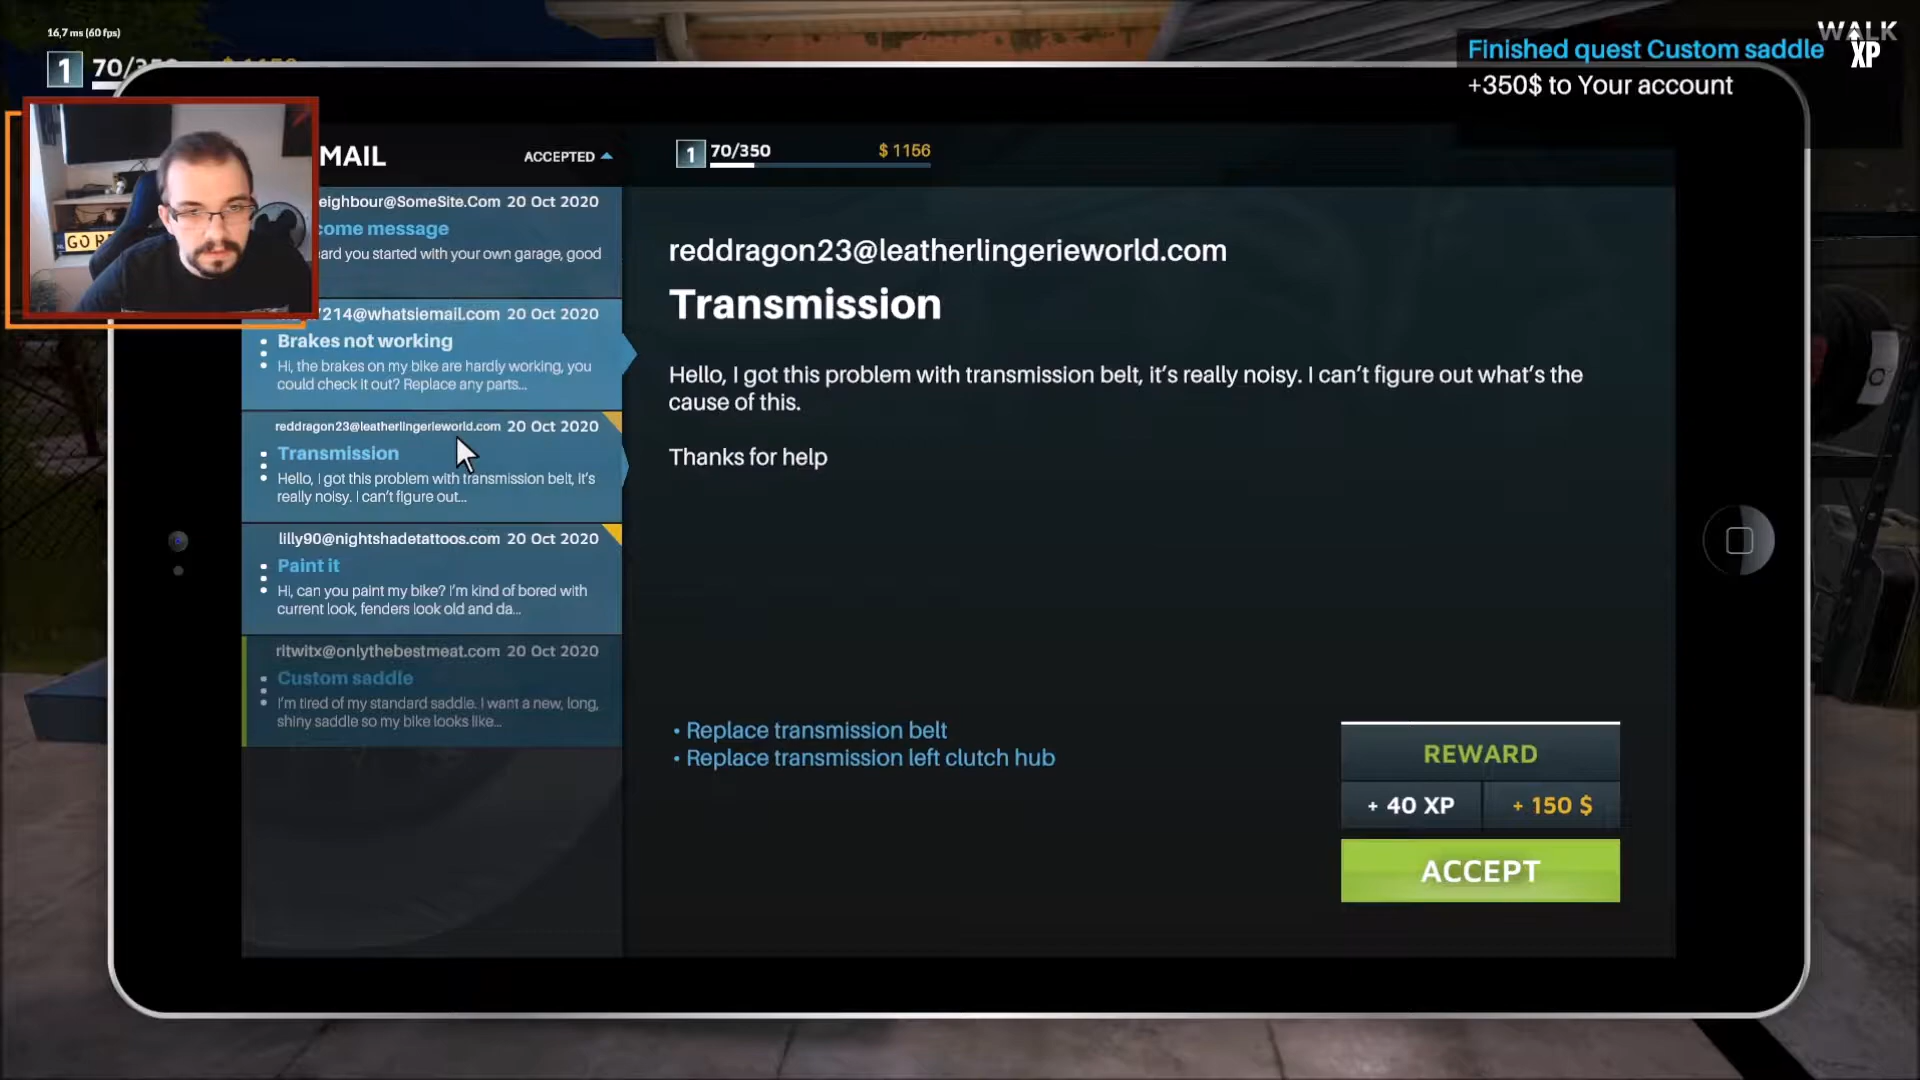 16,7 ms (60 fps)
1 70/350 $ 1156
WALK
XP
Finished quest Custom saddle
+350$ to Your account
GO
MAIL
ACCEPTED
1 70/350 $ 1156
eighbour@SomeSite.Com 20 Oct 2020
come message
ard you started with your own garage, good
214@whatsiemail.com 20 Oct 2020
Brakes not working
Hi, the brakes on my bike are hardly working, you
could check it out? Replace any parts...
reddragon23@leatherlingerieworld.com 20 Oct 2020
Transmission
Hello, I got this problem with transmission belt, it's
really noisy. I can't figure out...
lilly90@nightshadetattoos.com 20 Oct 2020
Paint it
Hi, can you paint my bike? I'm kind of bored with
current look, fenders look old and da...
ritwitx@onlythebestmeat.com 20 Oct 2020
Custom saddle
I'm tired of my standard saddle. I want a new, long,
shiny saddle so my bike looks like...
reddragon23@leatherlingerieworld.com
Transmission
Hello, I got this problem with transmission belt, it's really noisy. I can't figure out what's the
cause of this.
Thanks for help
• Replace transmission belt
• Replace transmission left clutch hub
REWARD
+ 40 XP + 150 $
ACCEPT